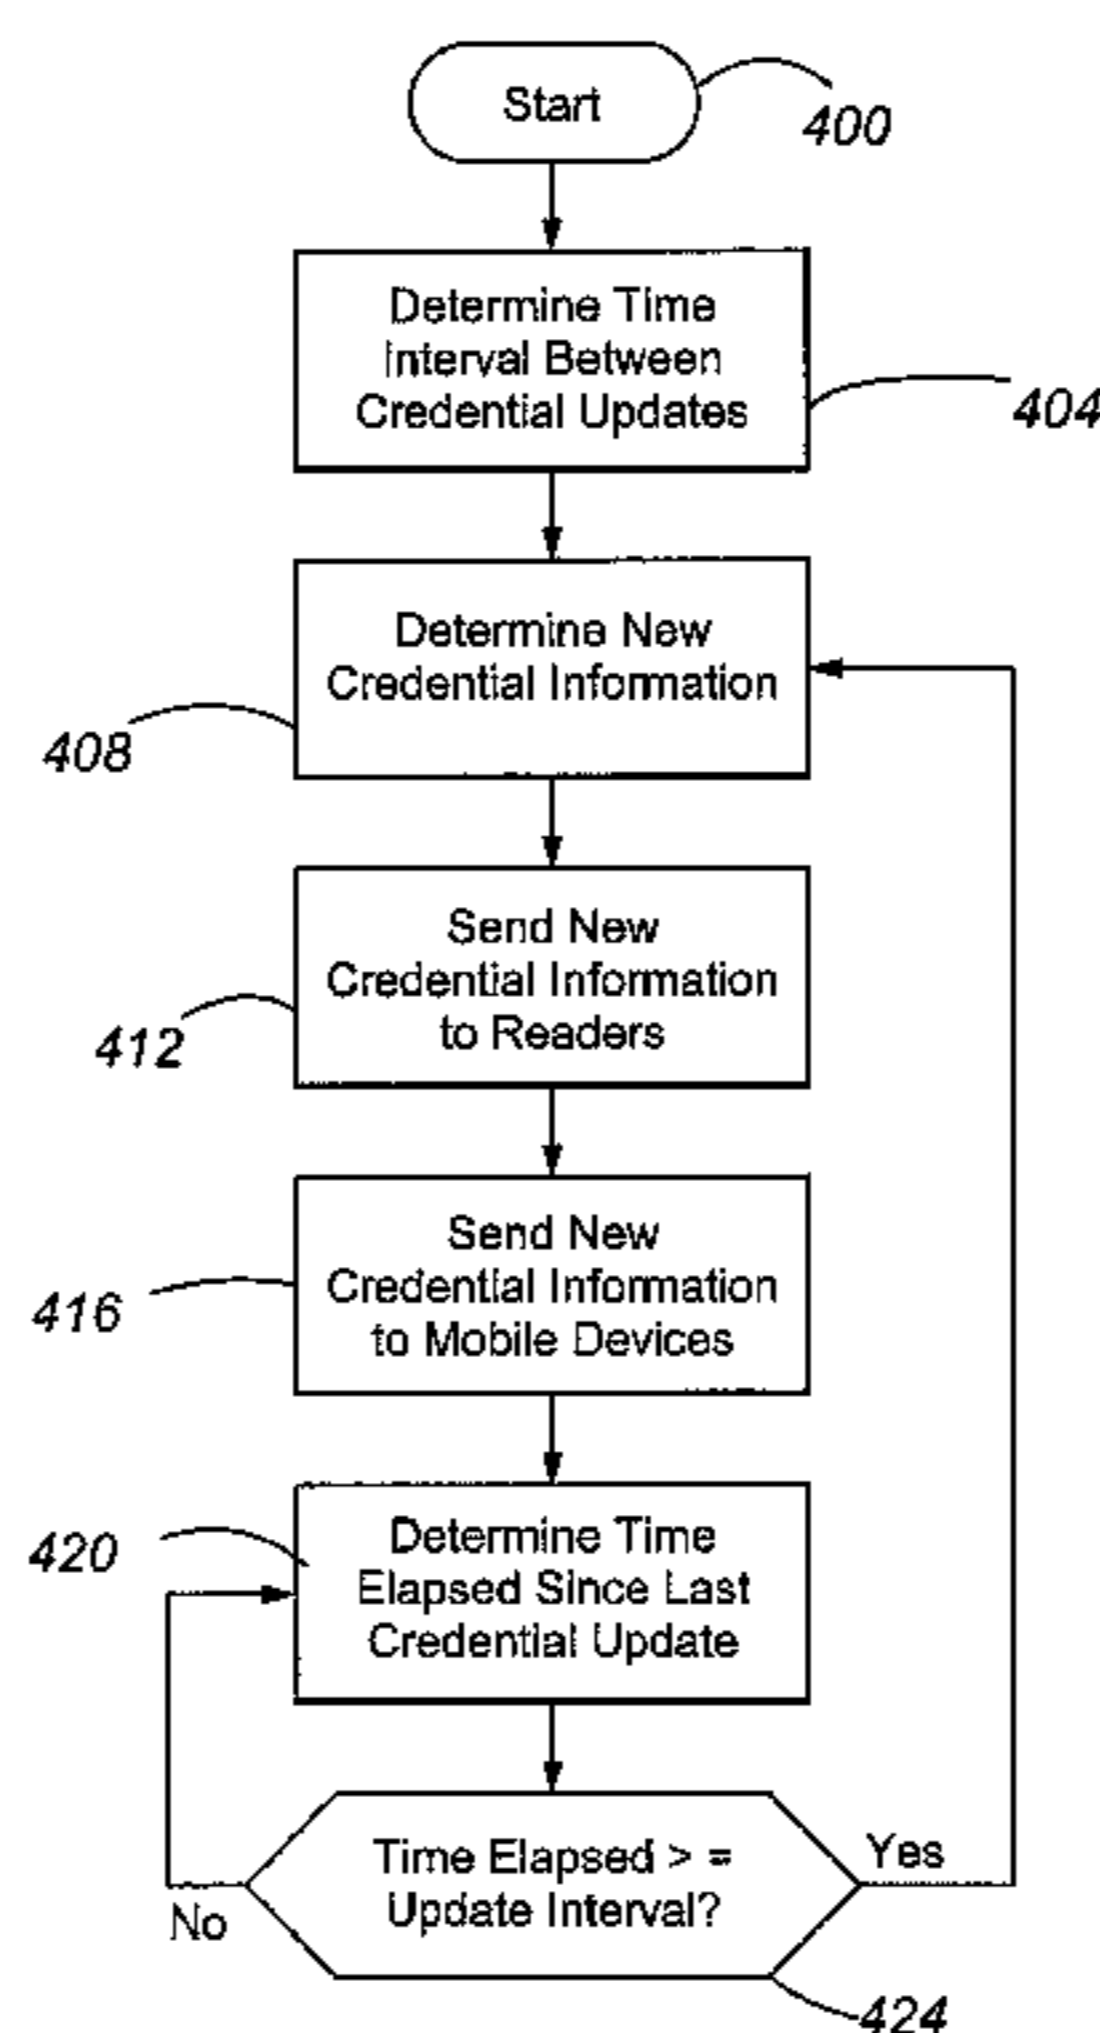 Start
400
Determine Time
Interval Between
Credential Updates
404
Determine New
Credential Information
408
Send New
Credential Information
to Readers
412
Send New
Credential Information
to Mobile Devices
416
Determine Time
Elapsed Since Last
Credential Update
420
Time Elapsed > =
Update Interval?
Yes
No
424